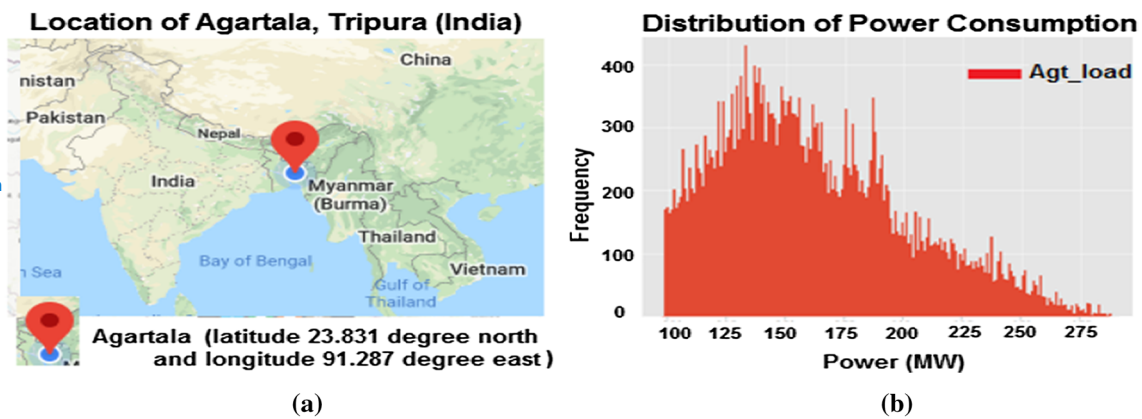 Location of Agartala, Tripura (India)
China
nistan
Pakistan
Nepal
India
Myanmar
(Burma)
Thailand
Bay of Bengal
n Sea
Vietnam
Gulf of
Thailand
Agartala (latitude 23.831 degree north
and longitude 91.287 degree east)
(a)
Distribution of Power Consumption
Agt_load
Frequency
400
300
200
100
0
100 125 150 175 200 225 250 275
Power (MW)
(b)